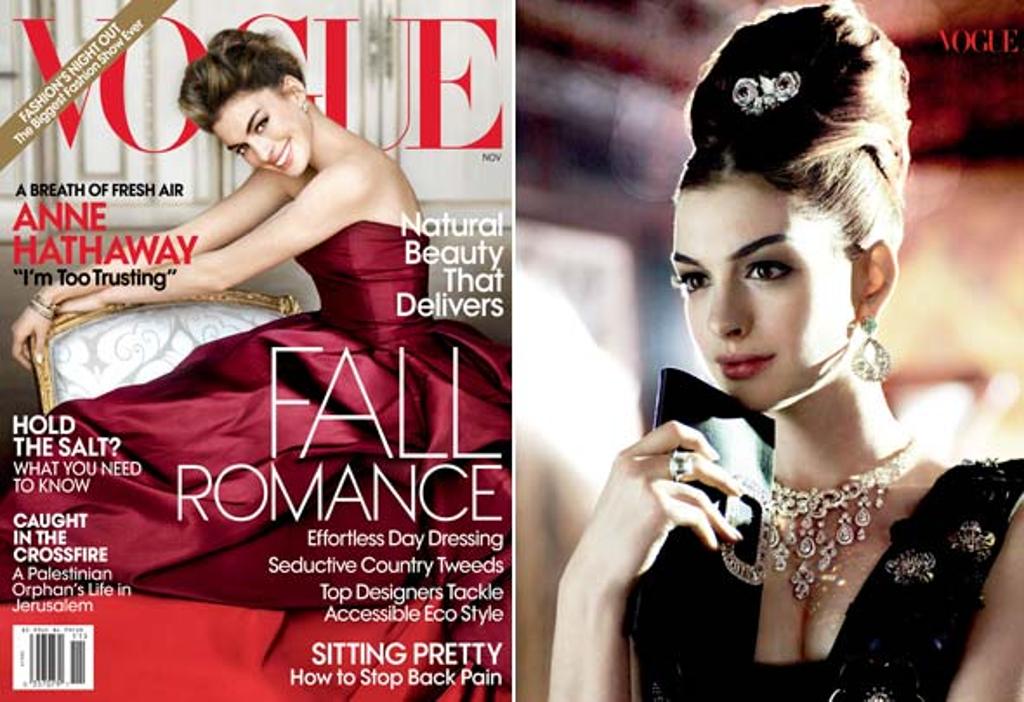 FASHION'S NIGHT OUT
The Biggest Fashion Show Ever
VOGUE
NOV
A BREATH OF FRESH AIR
ANNE
HATHAWAY
"I'm Too Trusting"
Natural
Beauty
That
Delivers
FALL
ROMANCE
HOLD
THE SALT?
WHAT YOU NEED
TO KNOW
CAUGHT
IN THE
CROSSFIRE
A Palestinian
Orphan's Life in
Jerusalem
Effortless Day Dressing
Seductive Country Tweeds
Top Designers Tackle
Accessible Eco Style
SITTING PRETTY
How to Stop Back Pain
VOGUE